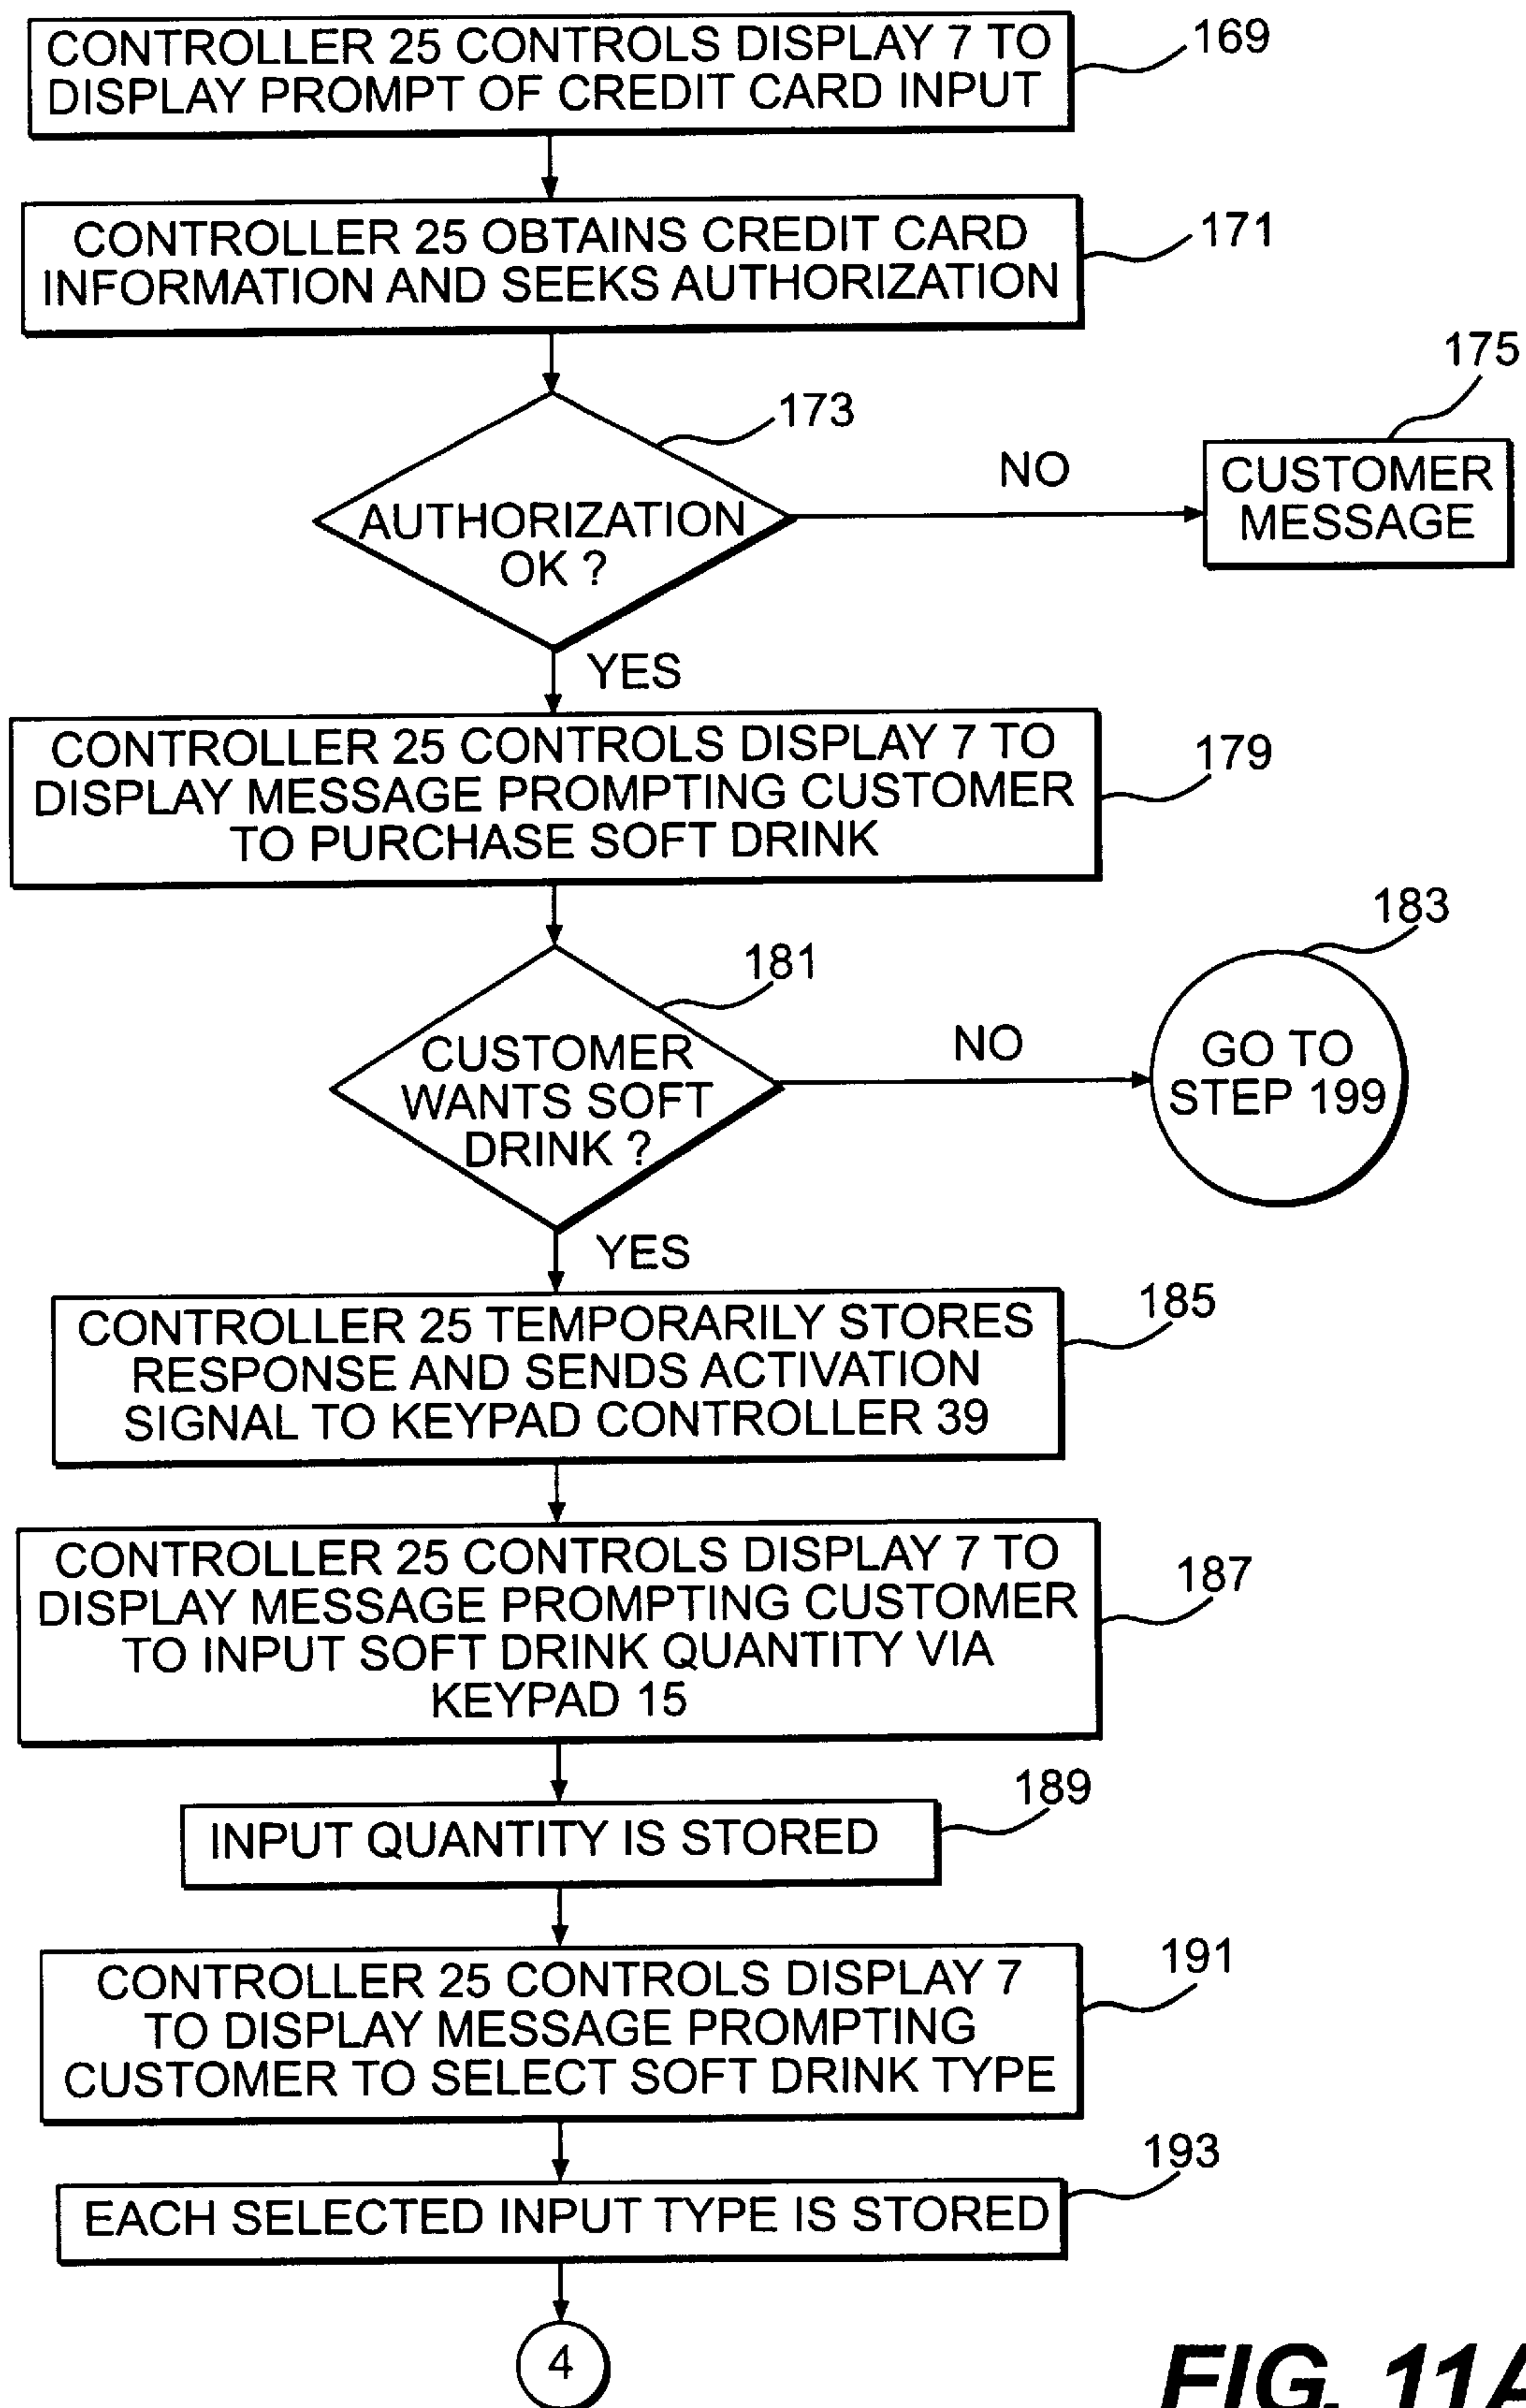 CONTROLLER 25 CONTROLS DISPLAY 7 TO
DISPLAY PROMPT OF CREDIT CARD INPUT
169
CONTROLLER 25 OBTAINS CREDIT CARD
INFORMATION AND SEEKS AUTHORIZATION
171
173
AUTHORIZATION
OK ?
NO
175
CUSTOMER
MESSAGE
YES
CONTROLLER 25 CONTROLS DISPLAY 7 TO
DISPLAY MESSAGE PROMPTING CUSTOMER
TO PURCHASE SOFT DRINK
179
181
CUSTOMER
WANTS SOFT
DRINK ?
NO
183
GO TO
STEP 199
YES
CONTROLLER 25 TEMPORARILY STORES
RESPONSE AND SENDS ACTIVATION
SIGNAL TO KEYPAD CONTROLLER 39
185
CONTROLLER 25 CONTROLS DISPLAY 7 TO
DISPLAY MESSAGE PROMPTING CUSTOMER
TO INPUT SOFT DRINK QUANTITY VIA
KEYPAD 15
187
INPUT QUANTITY IS STORED
189
CONTROLLER 25 CONTROLS DISPLAY 7
TO DISPLAY MESSAGE PROMPTING
CUSTOMER TO SELECT SOFT DRINK TYPE
191
EACH SELECTED INPUT TYPE IS STORED
193
4
FIG. 11A